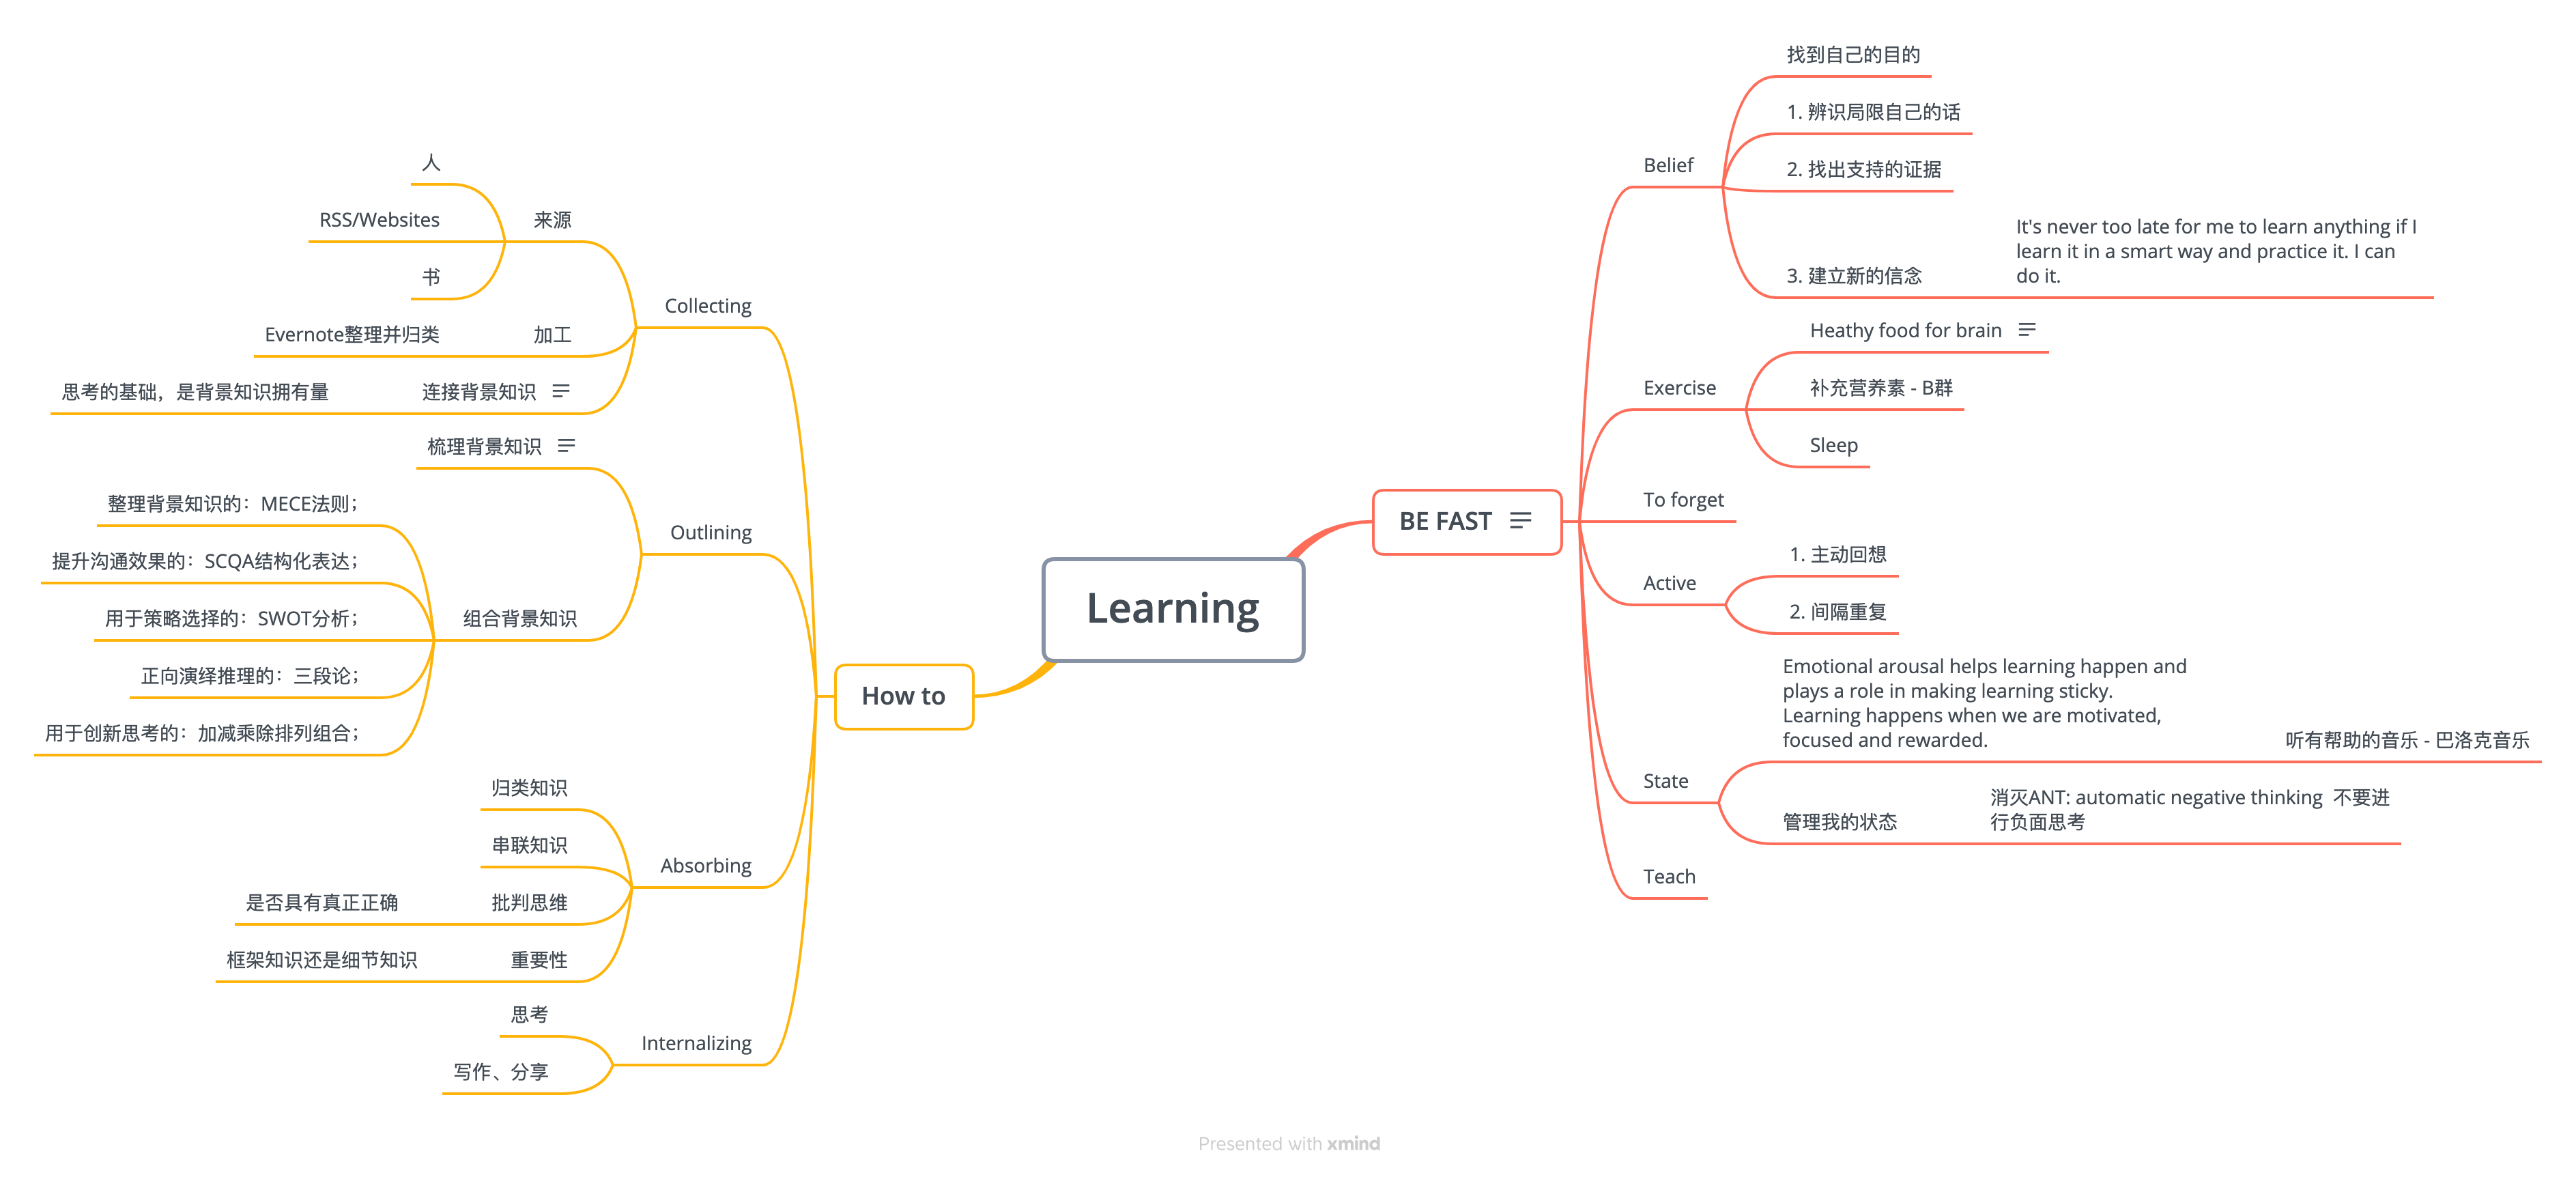 Learning
BE FAST
Belief
找到自己的目的
1. 辨识局限自己的话
2. 找出支持的证据
3. 建立新的信念
It's never too late for me to learn anything if I
learn it in a smart way and practice it. I can
do it.
Exercise
Heathy food for brain
补充营养素 - B群
Sleep
To forget
Active
1. 主动回想
2. 间隔重复
State
Emotional arousal helps learning happen and
plays a role in making learning sticky.
Learning happens when we are motivated,
focused and rewarded.
听有帮助的音乐 - 巴洛克音乐
管理我的状态
消灭ANT: automatic negative thinking 不要进
行负面思考
Teach
How to
Collecting
来源
人
RSS/Websites
书
加工
Evernote整理并归类
连接背景知识
思考的基础，是背景知识拥有量
Outlining
梳理背景知识
组合背景知识
整理背景知识的：MECE法则；
提升沟通效果的：SCQA结构化表达；
用于策略选择的：SWOT分析；
正向演绎推理的：三段论；
用于创新思考的：加减乘除排列组合；
Absorbing
归类知识
串联知识
批判思维
是否具有真正正确
重要性
框架知识还是细节知识
Internalizing
思考
写作、分享
Presented with xmind